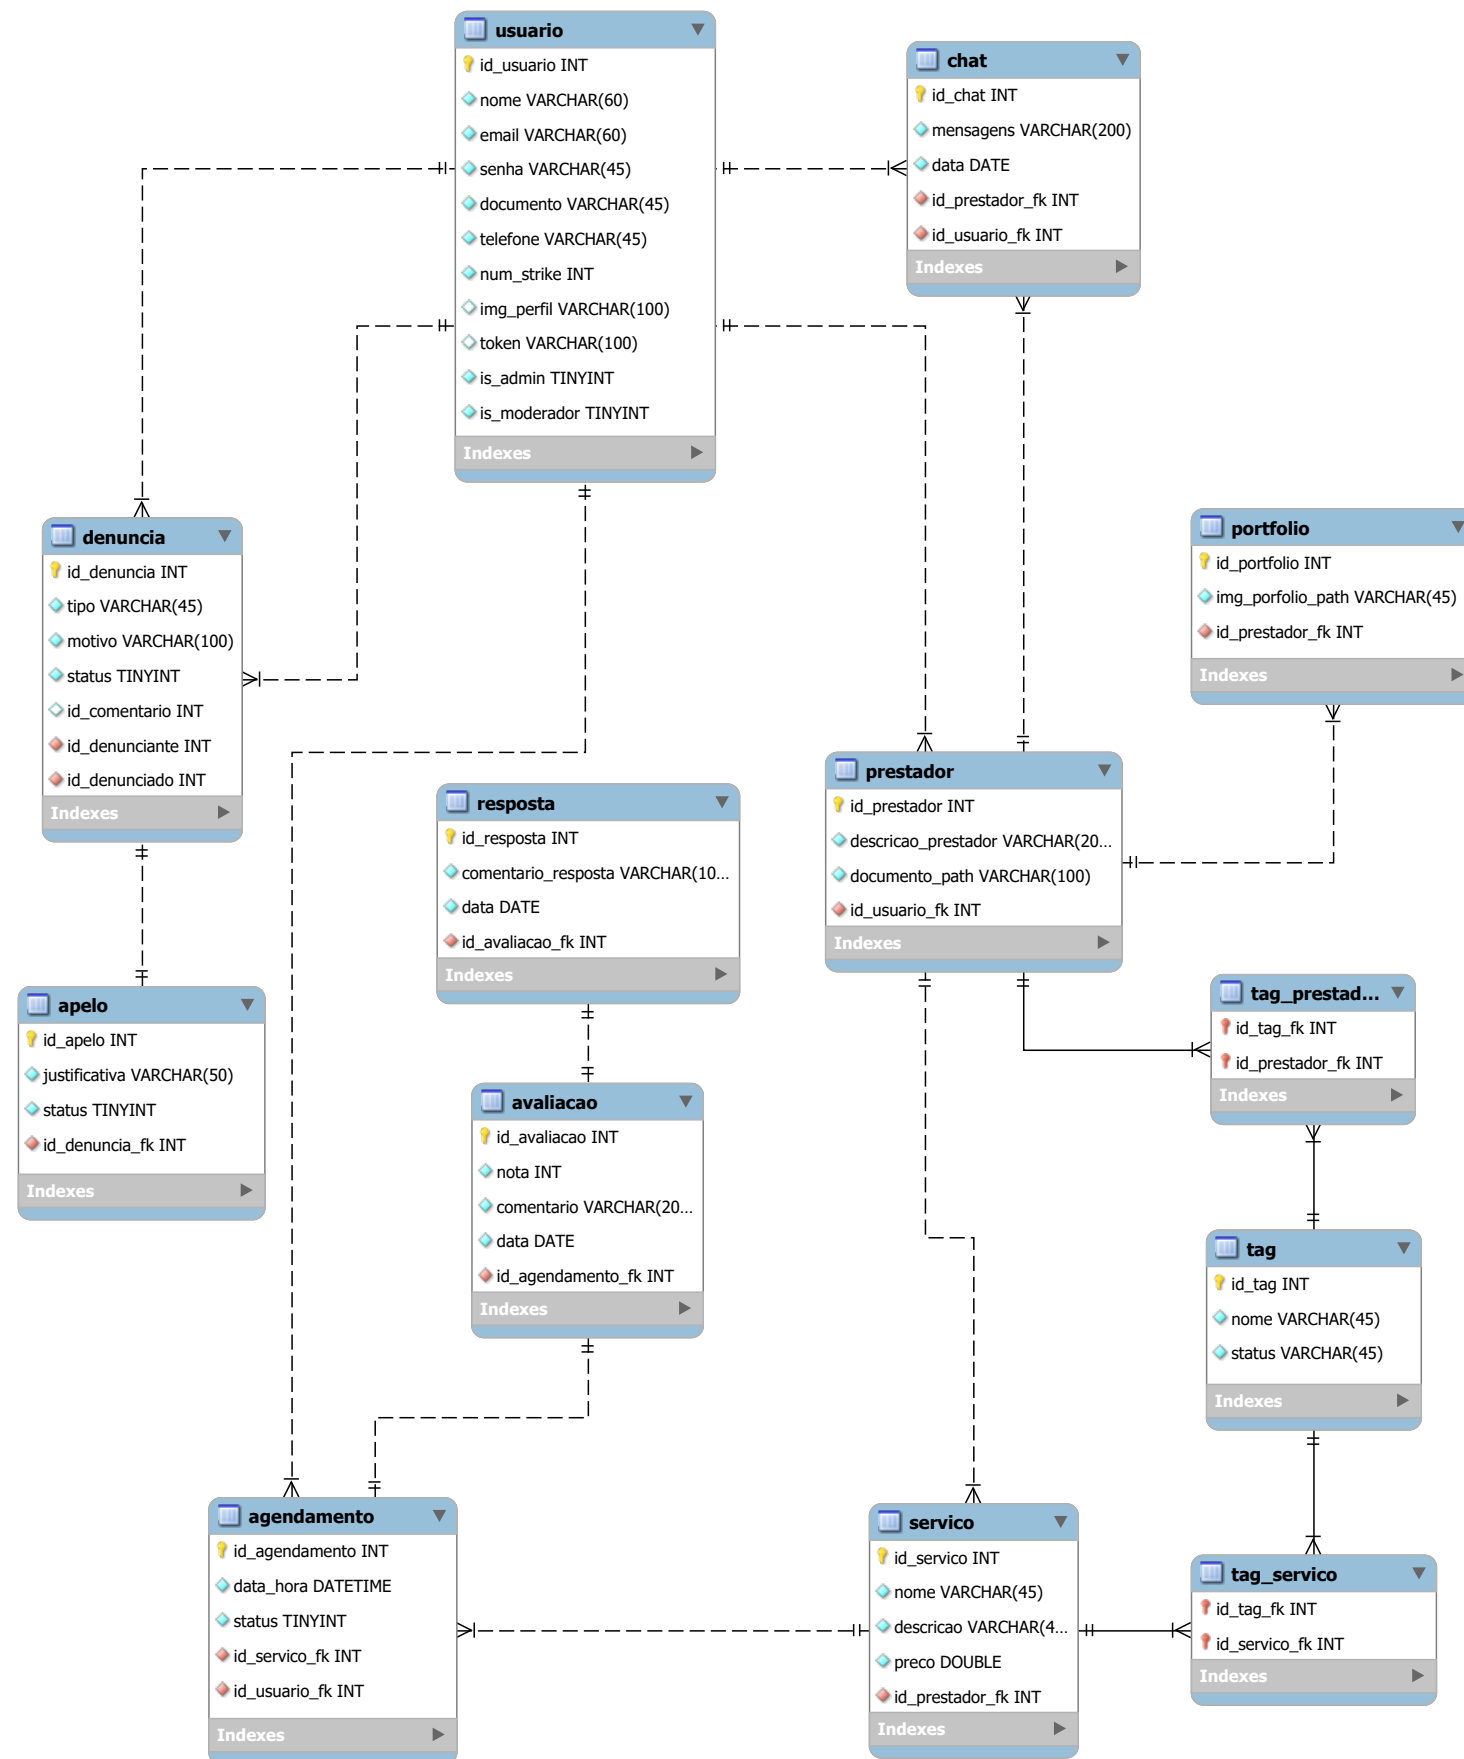 usuario
id_usuario INT
nome VARCHAR(60)
email VARCHAR(60)
senha VARCHAR(45)
documento VARCHAR(45)
telefone VARCHAR(45)
num_strike INT
img_perfil VARCHAR(100)
token VARCHAR(100)
is_admin TINYINT
is_moderador TINYINT
Indexes
chat
id_chat INT
mensagens VARCHAR(200)
data DATE
id_prestador_fk INT
id_usuario_fk INT
Indexes
denuncia
id_denuncia INT
tipo VARCHAR(45)
motivo VARCHAR(100)
status TINYINT
id_comentario INT
id_denunciante INT
id_denunciado INT
Indexes
portfolio
id_portfolio INT
img_porfolio_path VARCHAR(45)
id_prestador_fk INT
Indexes
resposta
id_resposta INT
comentario_resposta VARCHAR(10...
data DATE
id_avaliacao_fk INT
Indexes
prestador
id_prestador INT
descricao_prestador VARCHAR(20...
documento_path VARCHAR(100)
id_usuario_fk INT
Indexes
apelo
id_apelo INT
justificativa VARCHAR(50)
status TINYINT
id_denuncia_fk INT
Indexes
avaliacao
id_avaliacao INT
nota INT
comentario VARCHAR(20...
data DATE
id_agendamento_fk INT
Indexes
tag_prestad...
id_tag_fk INT
id_prestador_fk INT
Indexes
tag
id_tag INT
nome VARCHAR(45)
status VARCHAR(45)
Indexes
agendamento
id_agendamento INT
data_hora DATETIME
status TINYINT
id_servico_fk INT
id_usuario_fk INT
Indexes
servico
id_servico INT
nome VARCHAR(45)
descricao VARCHAR(4...
preco DOUBLE
id_prestador_fk INT
Indexes
tag_servico
id_tag_fk INT
id_servico_fk INT
Indexes